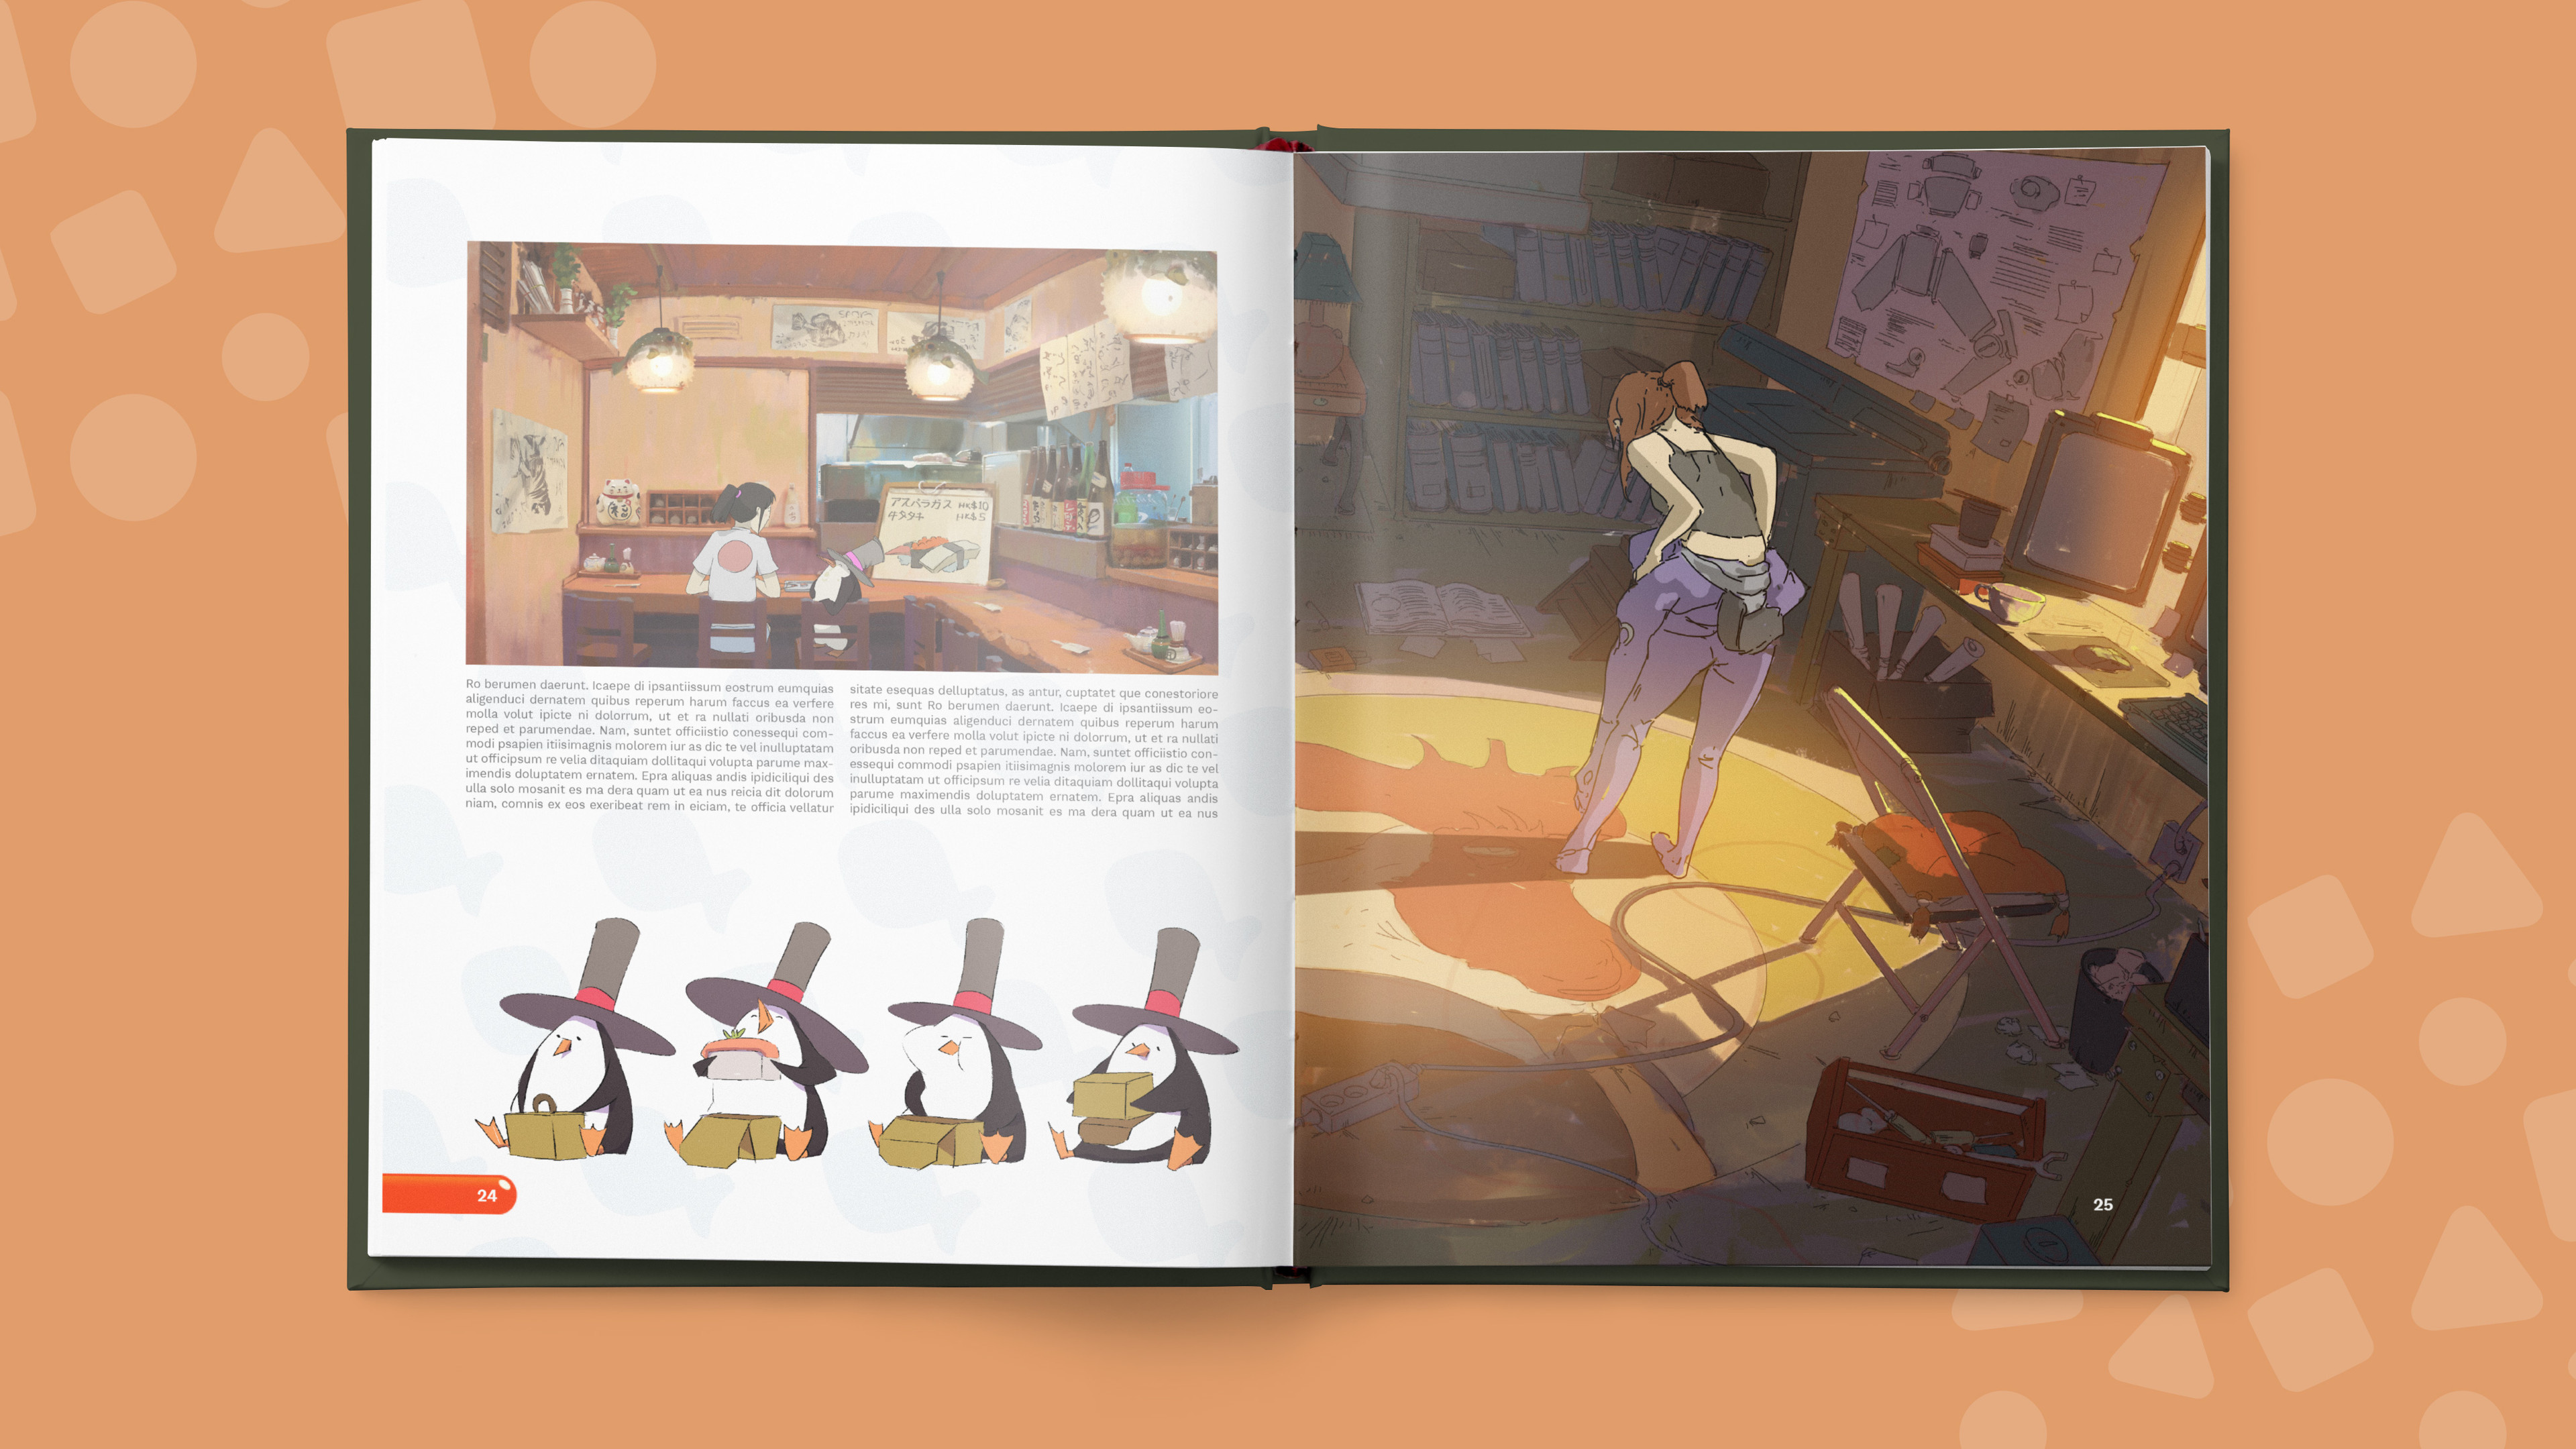 アスパラガス HK$10
HK$5
Ro berumen daerunt. Icaepe di ipsantiissum eostrum eumquias
aligenduci dernatem quibus reperum harum faccus ea verfere
molla volut ipicte ni dolorrum, ut et ra nullati oribusda non
reped et parumendae. Nam, suntet officiistio conessequi com-
modi psapien itiisimagnis molorem iur as dic te vel inulluptatam
ut officipsum re velia ditaquiam dollitaqui volupta parume max-
imendis doluptatem ernatem. Epra aliquas andis ipidiciliqui des
ulla solo mosanit es ma dera quam ut ea nus reicia dit dolorum
niam, comnis ex eos exeribeat rem in eiciam, te officia vellatur
sitate esequas delluptatus, as antur, cuptatet que conestoriore
res mi, sunt Ro berumen daerunt. Icaepe di ipsantiissum eo-
strum eumquias aligenduci dernatem quibus reperum harum
faccus ea verfere molla volut ipicte ni dolorrum, ut et ra nullati
oribusda non reped et parumendae. Nam, suntet officiistio con-
essequi commodi psapien itiisimagnis molorem iur as dic te vel
inulluptatam ut officipsum re velia ditaquiam dollitaqui volupta
parume maximendis doluptatem ernatem. Epra aliquas andis
ipidiciliqui des ulla solo mosanit es ma dera quam ut ea nus
24
25